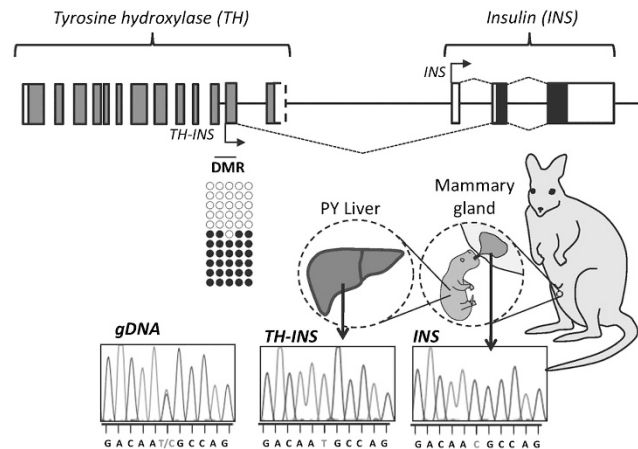 Tyrosine hydroxylase (TH)
Insulin (INS)
INS
TH-INS
DMR
PY Liver
Mammary
gland
gDNA
TH-INS
INS
G A C A A T/C G C C A G
G A C A A T G C C A G
G A C A A C G C C A G